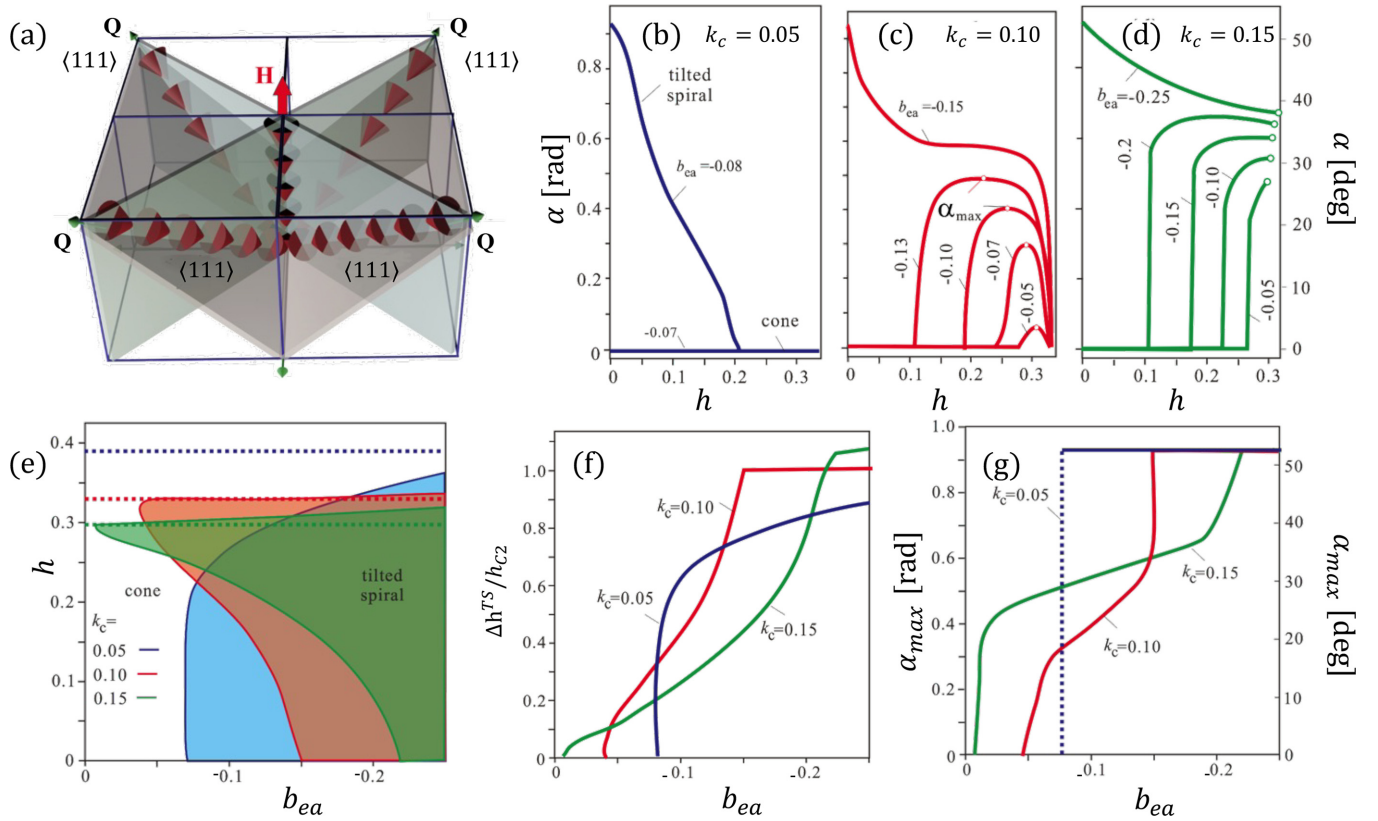 (a)
Q
Q
⟨111⟩
⟨111⟩
H
Q
Q
⟨111⟩
⟨111⟩
(b) k_c = 0.05
α [rad]
0.8
0.6
0.4
0.2
0
tilted
spiral
b_ea=-0.08
-0.07
cone
0 0.1 0.2 0.3
h
(c) k_c = 0.10
b_ea=-0.15
α_max
-0.13
-0.10
-0.07
-0.05
0 0.1 0.2 0.3
h
(d) k_c = 0.15
b_ea=-0.25
-0.2
-0.15
-0.10
-0.05
50
40
30
20
10
0
α [deg]
0 0.1 0.2 0.3
h
(e)
h
0.4
0.3
0.2
0.1
0
cone
tilted
spiral
k_c=
0.05
0.10
0.15
0 -0.1 -0.2
b_ea
(f)
Δh^TS/h_C2
1.0
0.8
0.6
0.4
0.2
0
k_c=0.10
k_c=0.05
k_c=0.15
0 -0.1 -0.2
b_ea
(g)
α_max [rad]
1.0
0.8
0.6
0.4
0.2
0
k_c=0.05
k_c=0.15
k_c=0.10
50
40
30
20
10
0
α_max [deg]
0 -0.1 -0.2
b_ea